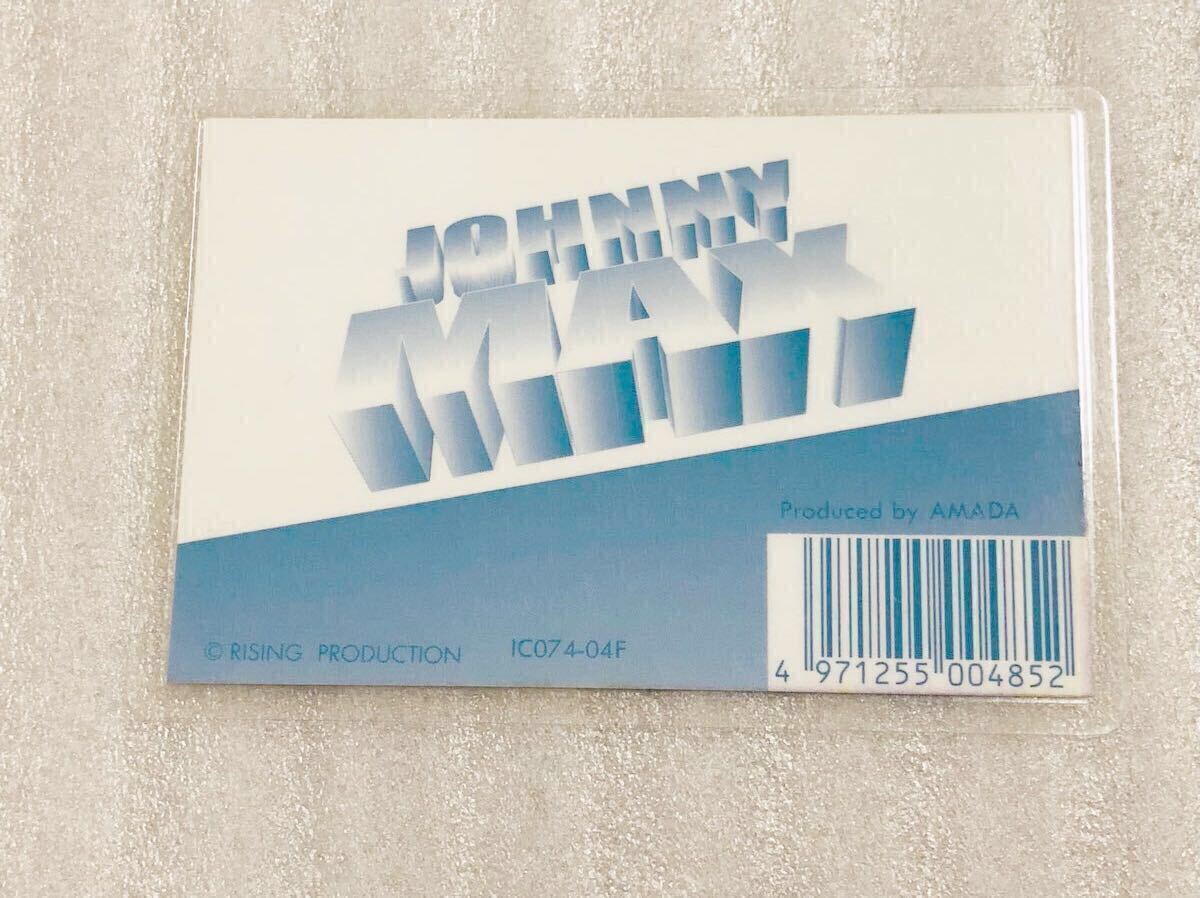 JOHNNY
MAX
Produced by AMADA
© RISING PRODUCTION IC074-04F
4 971255 004852